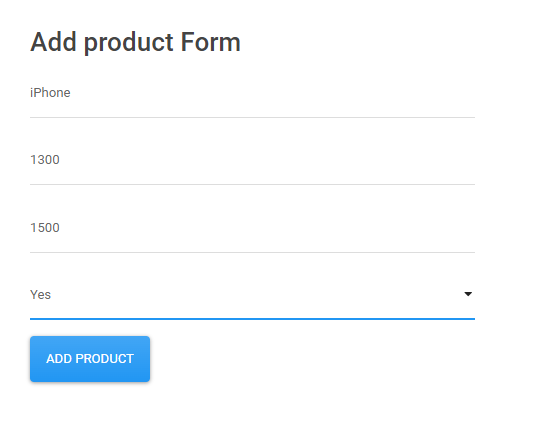 Add product Form
iPhone
1300
1500
Yes
ADD PRODUCT